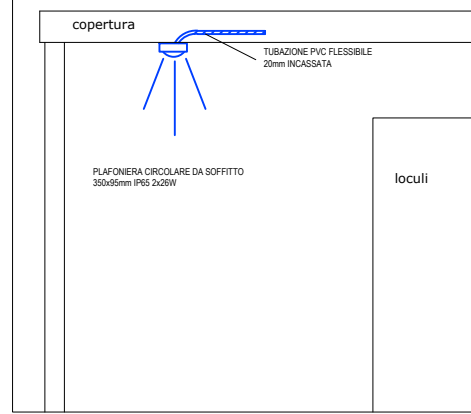 copertura
TUBAZIONE PVC FLESSIBILE
20mm INCASSATA
PLAFONIERA CIRCOLARE DA SOFFITTO
350x95mm IP65 2x26W
loculi